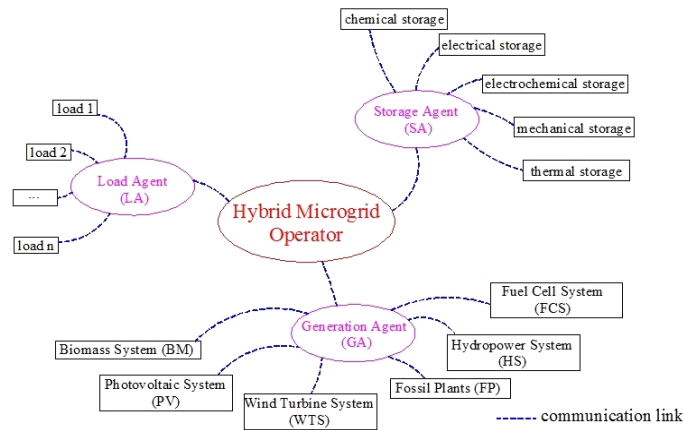 chemical storage
electrical storage
electrochemical storage
mechanical storage
thermal storage
Storage Agent
(SA)
load 1
load 2
...
load n
Load Agent
(LA)
Hybrid Microgrid
Operator
Generation Agent
(GA)
Fuel Cell System
(FCS)
Hydropower System
(HS)
Biomass System (BM)
Photovoltaic System
(PV)
Wind Turbine System
(WTS)
Fossil Plants (FP)
communication link